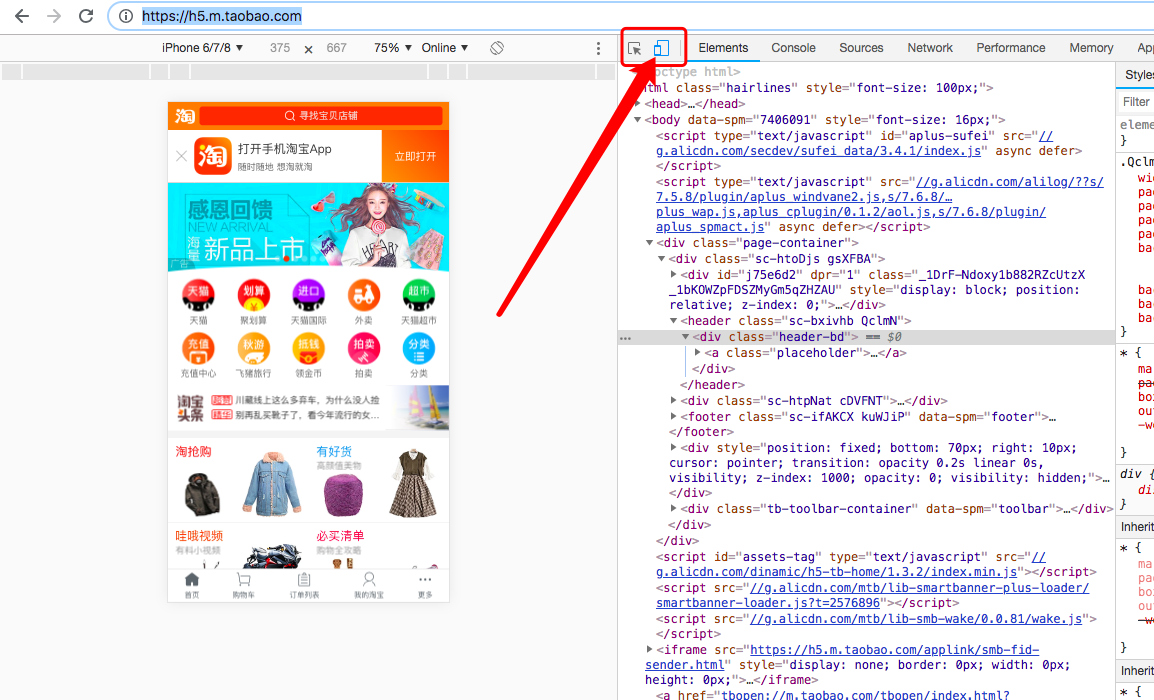 https://h5.m.taobao.com
iPhone 6/7/8 ▼ 375 × 667 75% ▼ Online ▼
Elements Console Sources Network Performance Memory
淘 寻找宝贝店铺
淘 打开手机淘宝App
随时随地 想淘就淘
立即打开
感恩回馈
NEW ARRIVAL
海量 新品上市
广告
天猫 划算 进口 超市
天猫 聚划算 天猫国际 外卖 天猫超市
充值 秋游 抵钱 拍卖 分类
充值中心 飞猪旅行 领金币 拍卖 分类
淘宝头条
川藏线上这么多弃车，为什么没人捡
精华 别再乱买靴子了，看今年流行的女...
淘抢购 有好货
高颜值美物
哇哦视频 必买清单
有料小视频 购物全攻略
首页 购物车 订单列表 我的淘宝 更多
octype html>
html class="hairlines" style="font-size: 100px;">
▶<head>…</head>
▼<body data-spm="7406091" style="font-size: 16px;">
<script type="text/javascript" id="aplus-sufei" src="//
g.alicdn.com/secdev/sufei_data/3.4.1/index.js" async defer>
</script>
<script type="text/javascript" src="//g.alicdn.com/alilog/??s/
7.5.8/plugin/aplus_windvane2.js,s/7.6.8/…
plus_wap.js,aplus_cplugin/0.1.2/aol.js,s/7.6.8/plugin/
aplus_spmact.js" async defer></script>
▼<div class="page-container">
▼<div class="sc-htoDjs gsXFBA">
▶<div id="j75e6d2" dpr="1" class="_1DrF-Ndoxy1b882RZcUtzX
_1bKOWZpFDSZMyGm5qZHZAU" style="display: block; position:
relative; z-index: 0;">…</div>
▼<header class="sc-bxivhb QclmN">
… ▼<div class="header-bd"> == $0
▶<a class="placeholder">…</a>
</div>
</header>
▶<div class="sc-htpNat cDVFNT">…</div>
▶<footer class="sc-ifAKCX kuWJiP" data-spm="footer">…
</footer>
▶<div style="position: fixed; bottom: 70px; right: 10px;
cursor: pointer; transition: opacity 0.2s linear 0s,
visibility; z-index: 1000; opacity: 0; visibility: hidden;">…
</div>
▶<div class="tb-toolbar-container" data-spm="toolbar">…</div>
</div>
</div>
<script id="assets-tag" type="text/javascript" src="//
g.alicdn.com/dinamic/h5-tb-home/1.3.2/index.min.js"></script>
<script src="//g.alicdn.com/mtb/lib-smartbanner-plus-loader/
smartbanner-loader.js?t=2576896"></script>
<script src="//g.alicdn.com/mtb/lib-smb-wake/0.0.81/wake.js">
</script>
▶<iframe src="https://h5.m.taobao.com/applink/smb-fid-
sender.html" style="display: none; border: 0px; width: 0px;
height: 0px;">…</iframe>
<a href="tbopen://m.taobao.com/tbopen/index.html?
Styles
Filter
eleme
}
.Qclm
wi
pa
pa
pa
pa
ba
ba
ba
ba
}
* {
ma
pa
bo
ou
-w
}
div {
di
}
Inherit
* {
ma
pa
bo
ou
-w
}
Inherit
* {